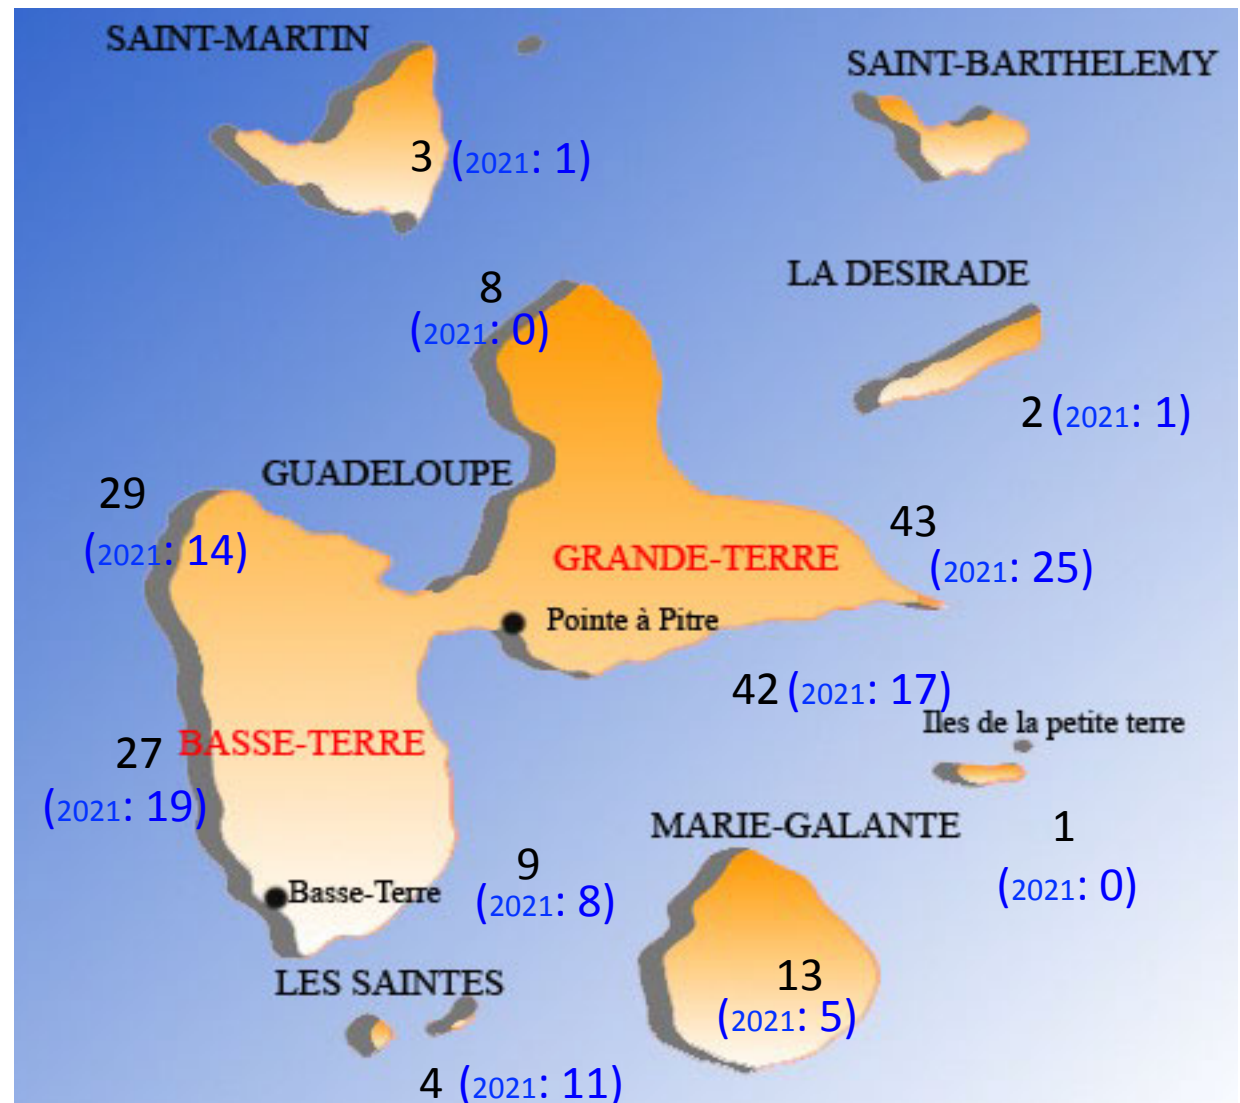 SAINT-MARTIN
SAINT-BARTHELEMY
3 (2021: 1)
LA DESIRADE
8
(2021: 0)
2 (2021: 1)
GUADELOUPE
29
(2021: 14)
43
(2021: 25)
GRANDE-TERRE
Pointe à Pitre
42 (2021: 17)
Iles de la petite terre
BASSE-TERRE
27
(2021: 19)
MARIE-GALANTE
1
(2021: 0)
9
(2021: 8)
Basse-Terre
LES SAINTES
13
(2021: 5)
4 (2021: 11)